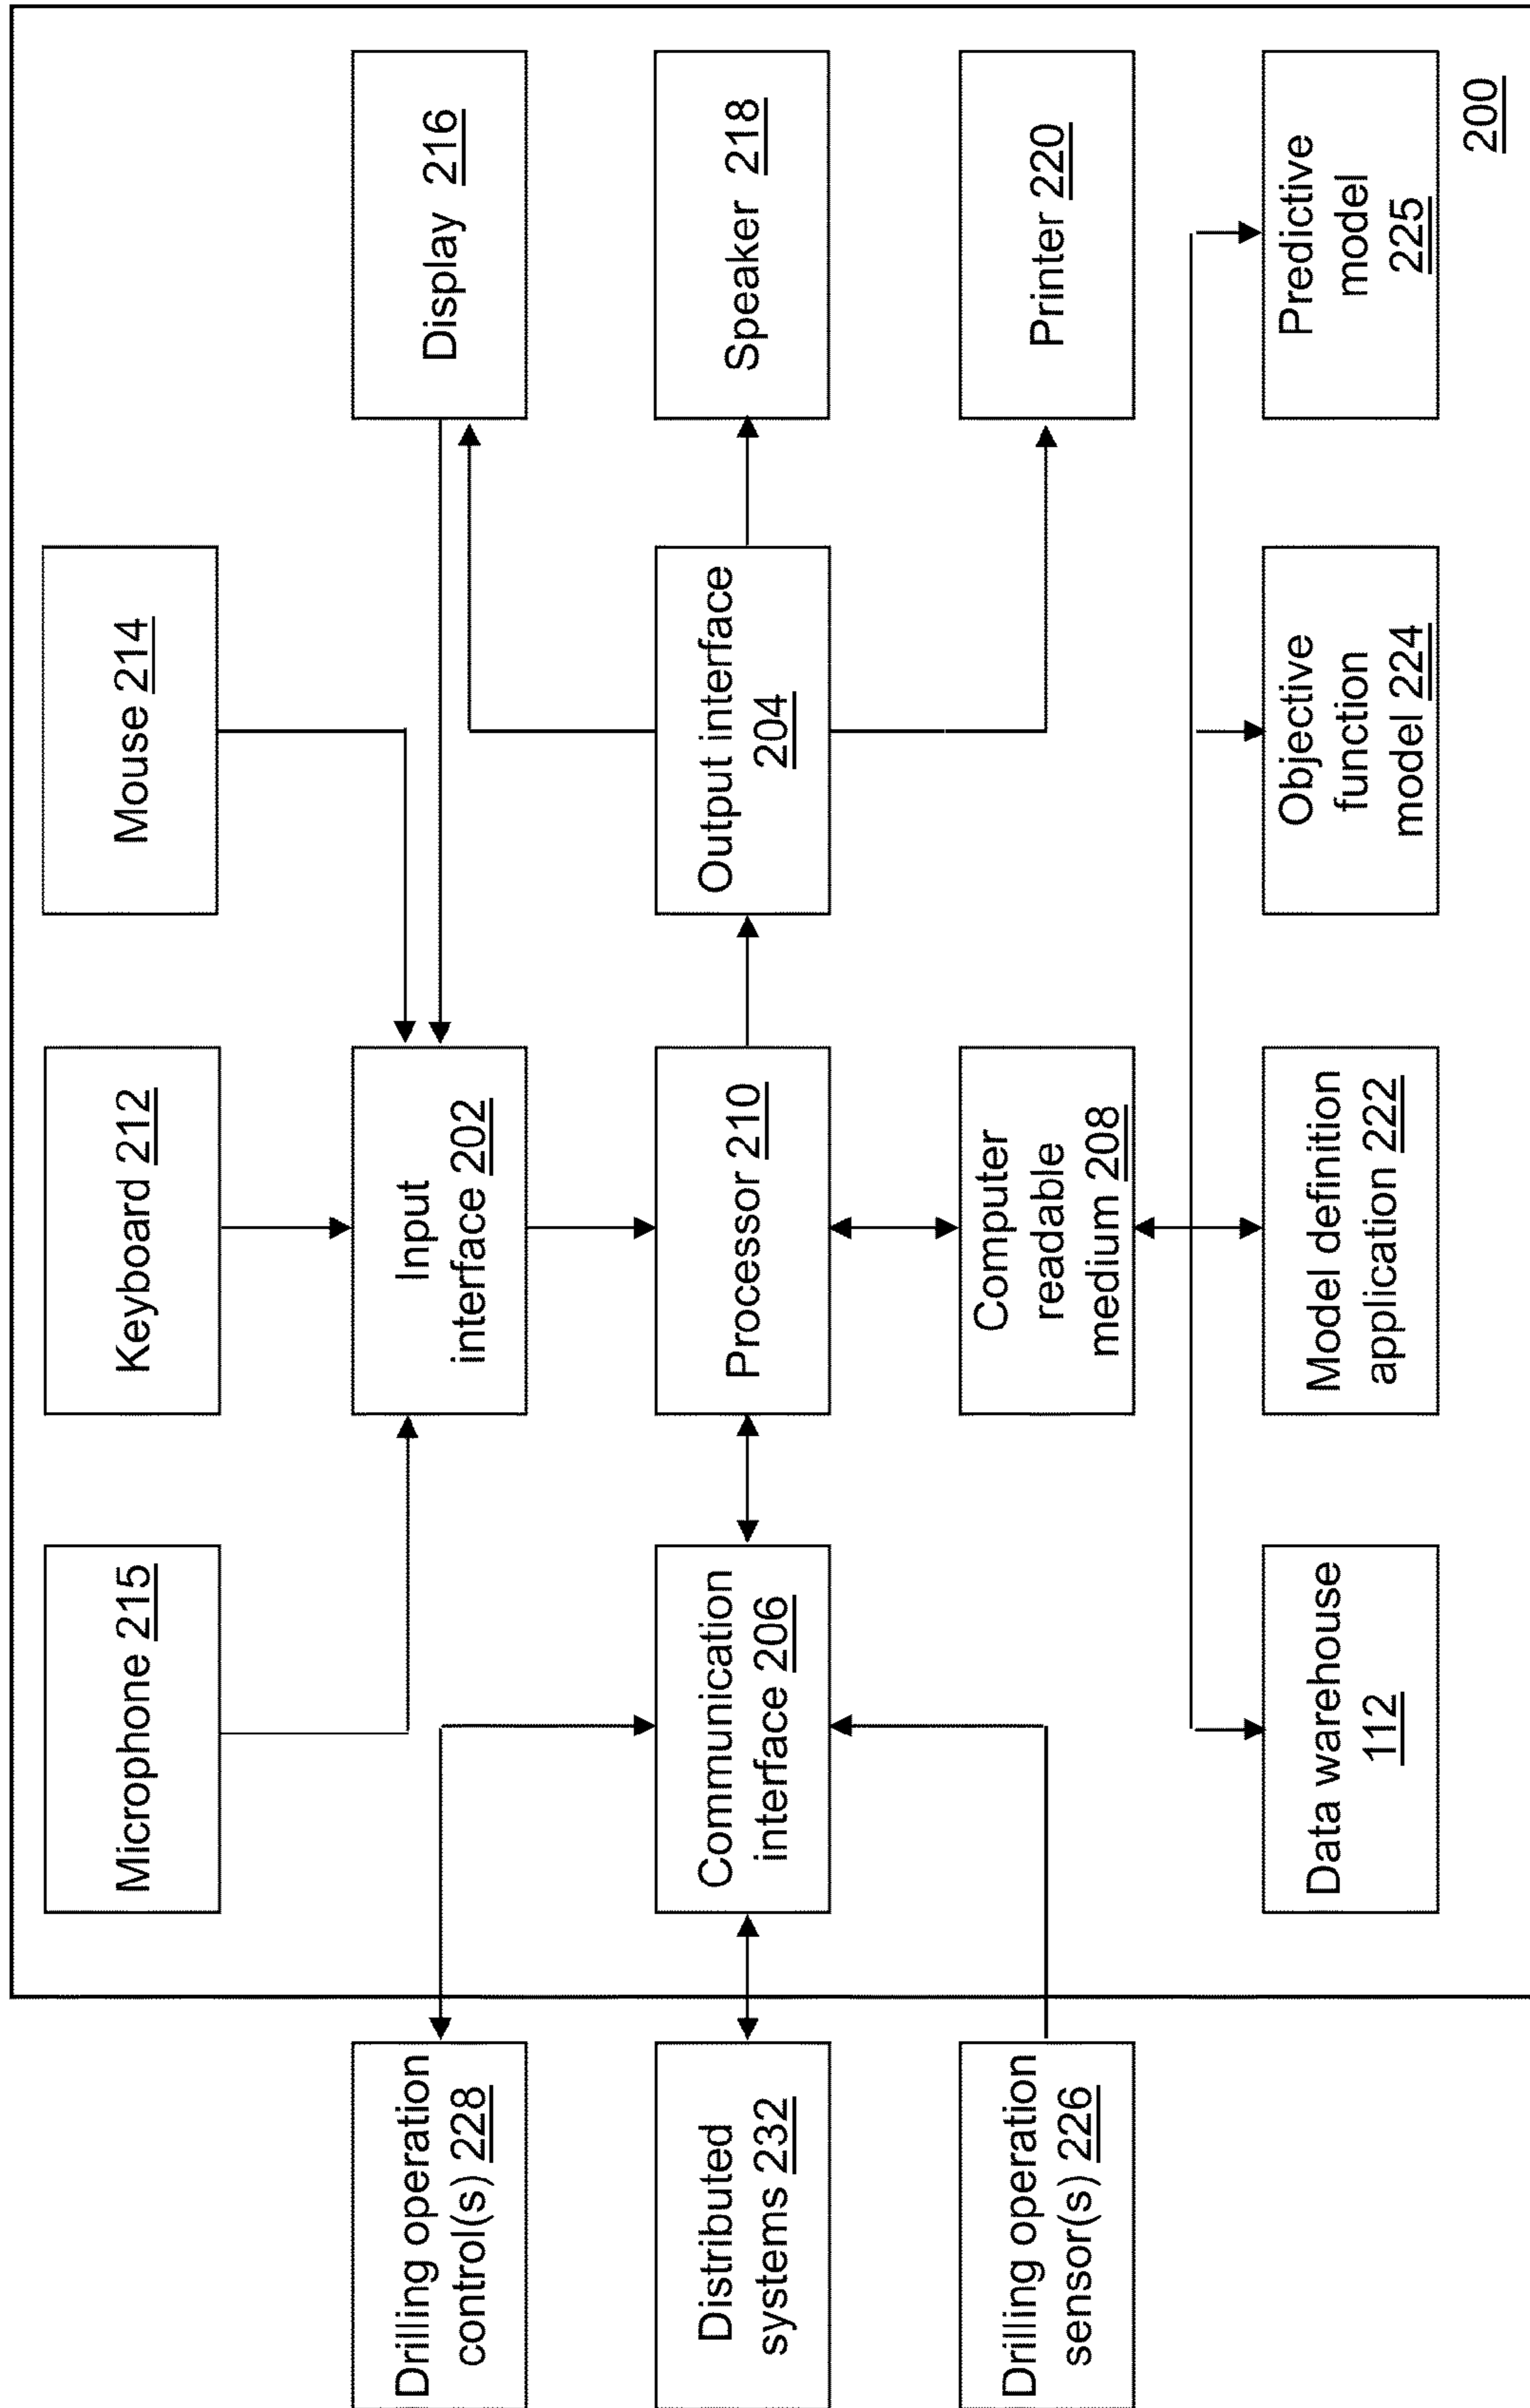 Microphone 215
Keyboard 212
Mouse 214
Drilling operation
control(s) 228
Input
interface 202
Display 216
Distributed
systems 232
Communication
interface 206
Processor 210
Output interface
204
Speaker 218
Drilling operation
sensor(s) 226
Computer
readable
medium 208
Printer 220
Data warehouse
112
Model definition
application 222
Objective
function
model 224
Predictive
model
225
200